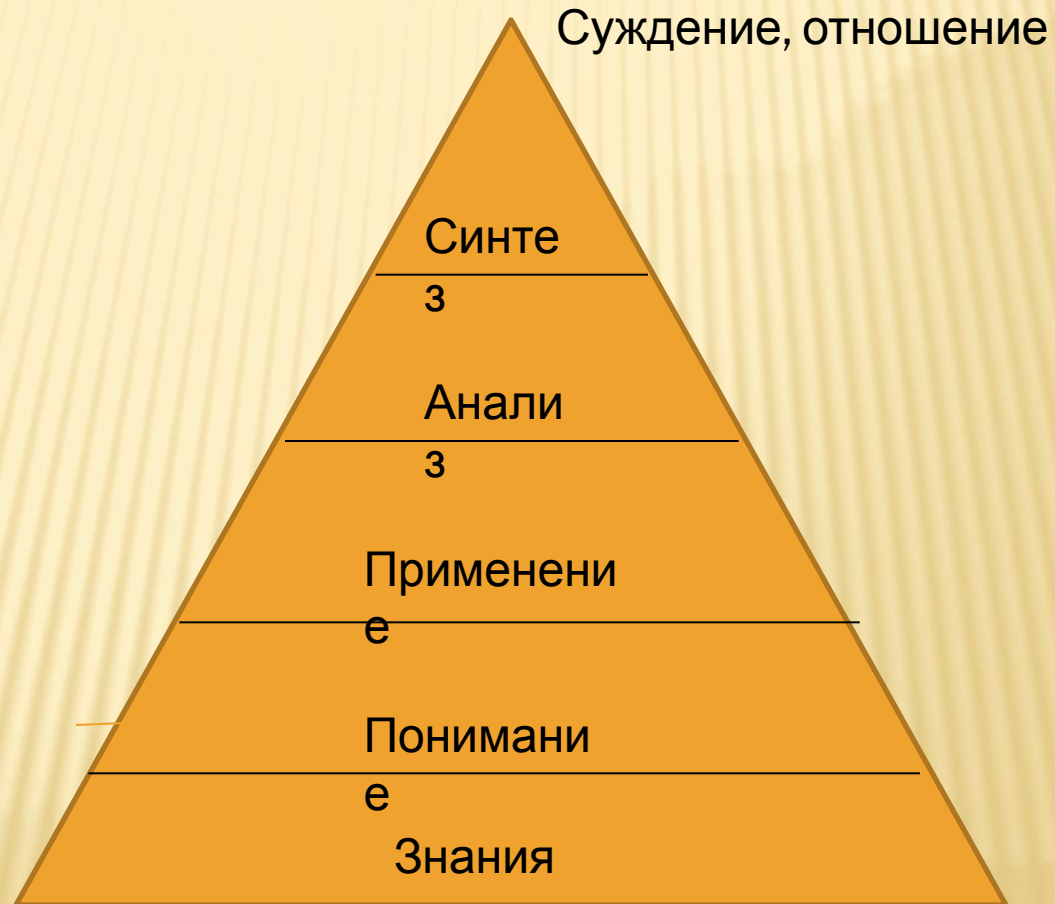 Суждение, отношение
Синте
з
Анали
з
Применени
е
Понимани
е
Знания